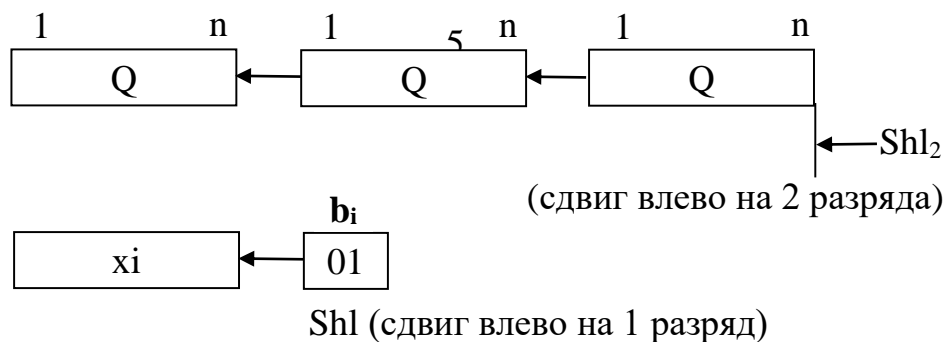 1 n 1 5 n 1 n
Q Q Q
Shl₂
(сдвиг влево на 2 разряда)
bᵢ
xi 01
Shl (сдвиг влево на 1 разряд)